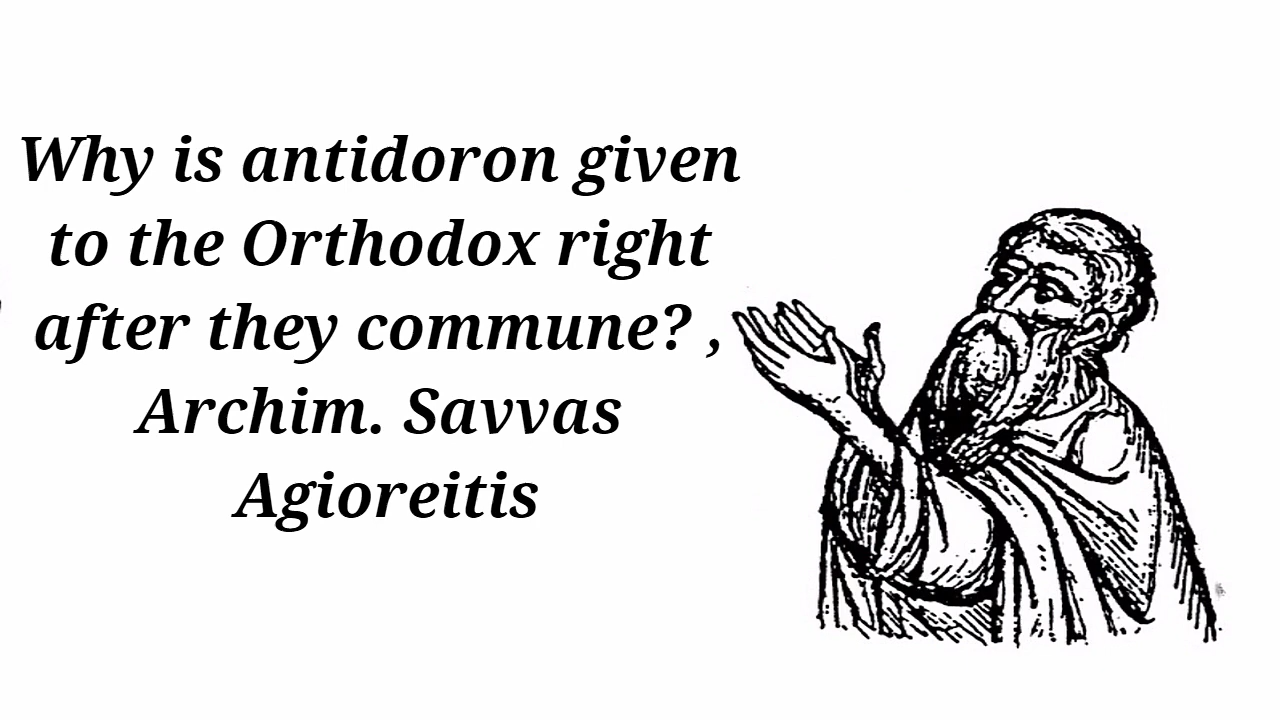 Why is antidoron given
to the Orthodox right
after they commune? ,
Archim. Savvas
Agioreitis